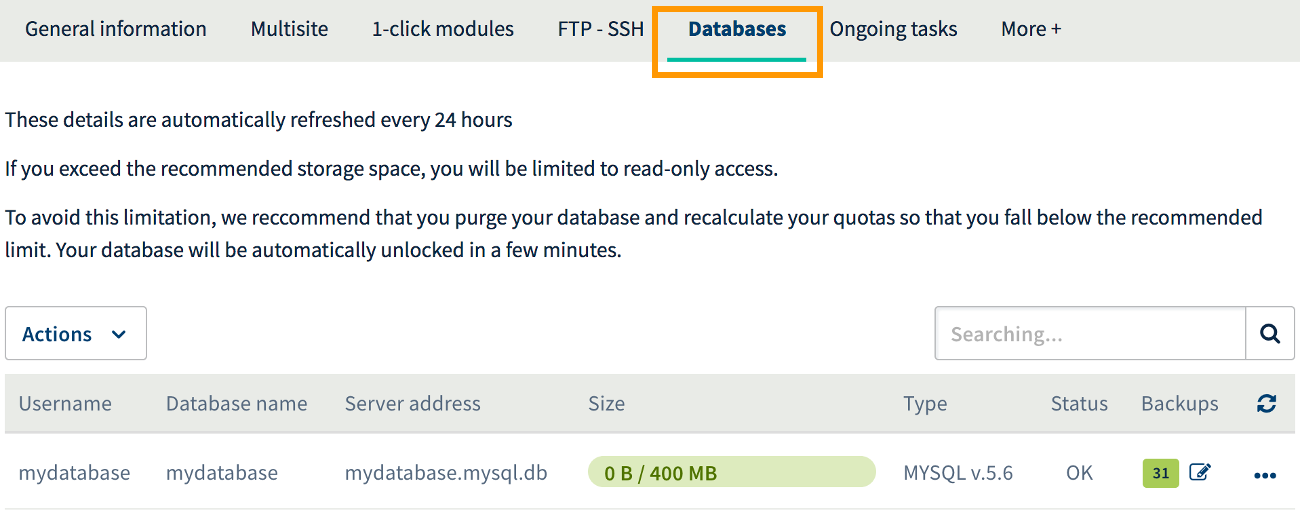 General information Multisite 1-click modules FTP - SSH Databases Ongoing tasks More +
These details are automatically refreshed every 24 hours
If you exceed the recommended storage space, you will be limited to read-only access.
To avoid this limitation, we reccommend that you purge your database and recalculate your quotas so that you fall below the recommended
limit. Your database will be automatically unlocked in a few minutes.
Actions Searching...
Username Database name Server address Size Type Status Backups
mydatabase mydatabase mydatabase.mysql.db 0 B / 400 MB MYSQL v.5.6 OK 31